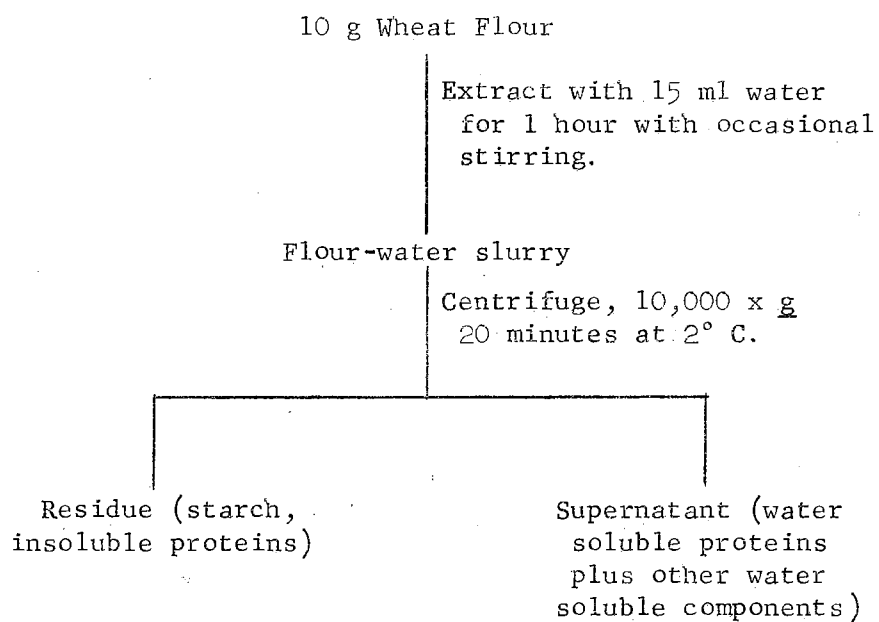 10 g Wheat Flour
Extract with 15 ml water
for 1 hour with occasional
stirring.
Flour-water slurry
Centrifuge, 10,000 x g
20 minutes at 2° C.
Residue (starch,
insoluble proteins)
Supernatant (water
soluble proteins
plus other water
soluble components)